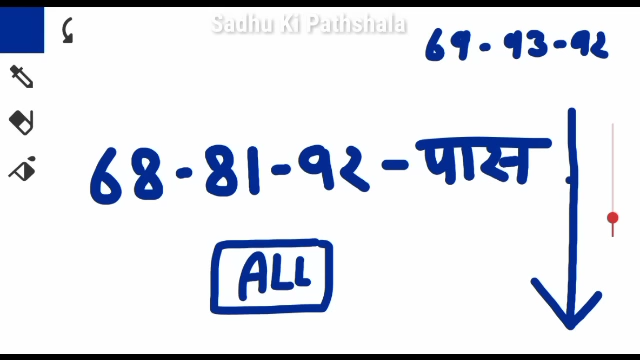 Sadhu Ki Pathshala
69 - 93 - 92
68 - 81 - 92 - पास
ALL